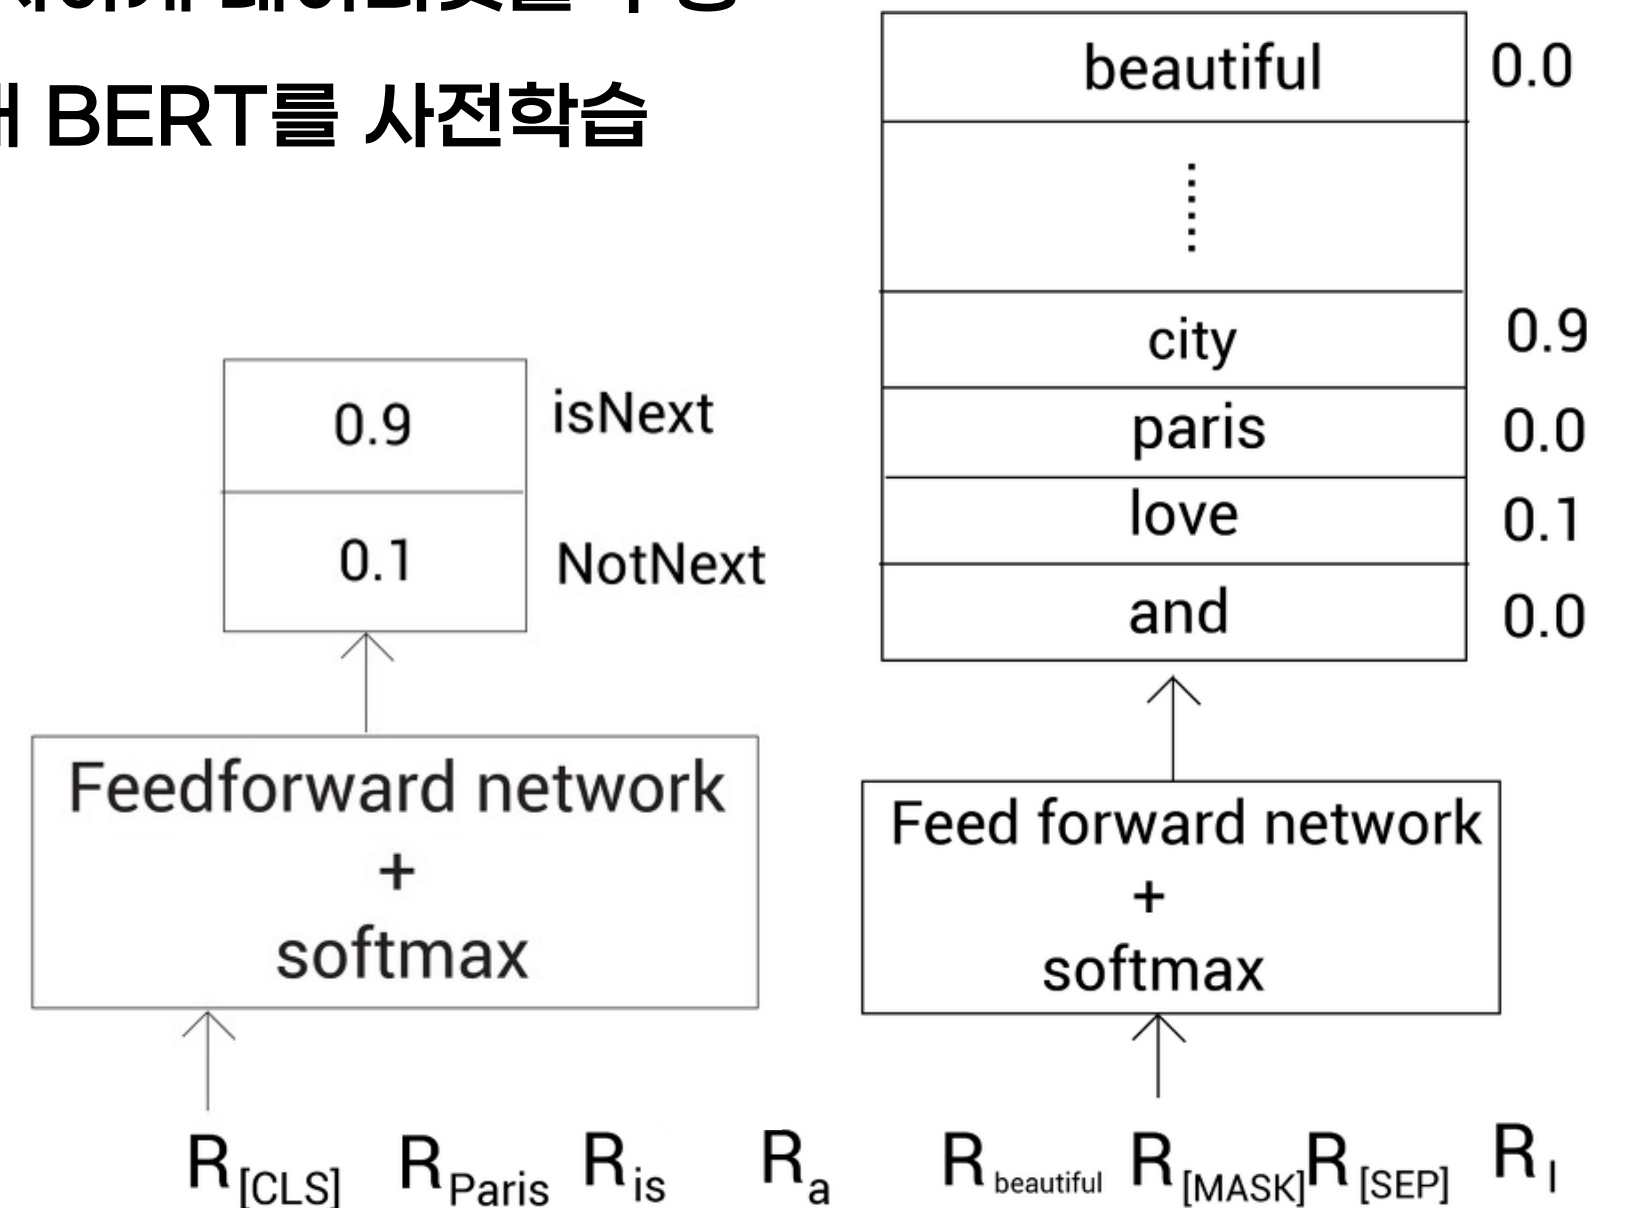 BERT를 사전학습
beautiful 0.0
city 0.9
paris 0.0
love 0.1
and 0.0
0.9 isNext
0.1 NotNext
Feedforward network
+
softmax
Feed forward network
+
softmax
R[CLS] RParis Ris Ra Rbeautiful R[MASK] R[SEP] RI